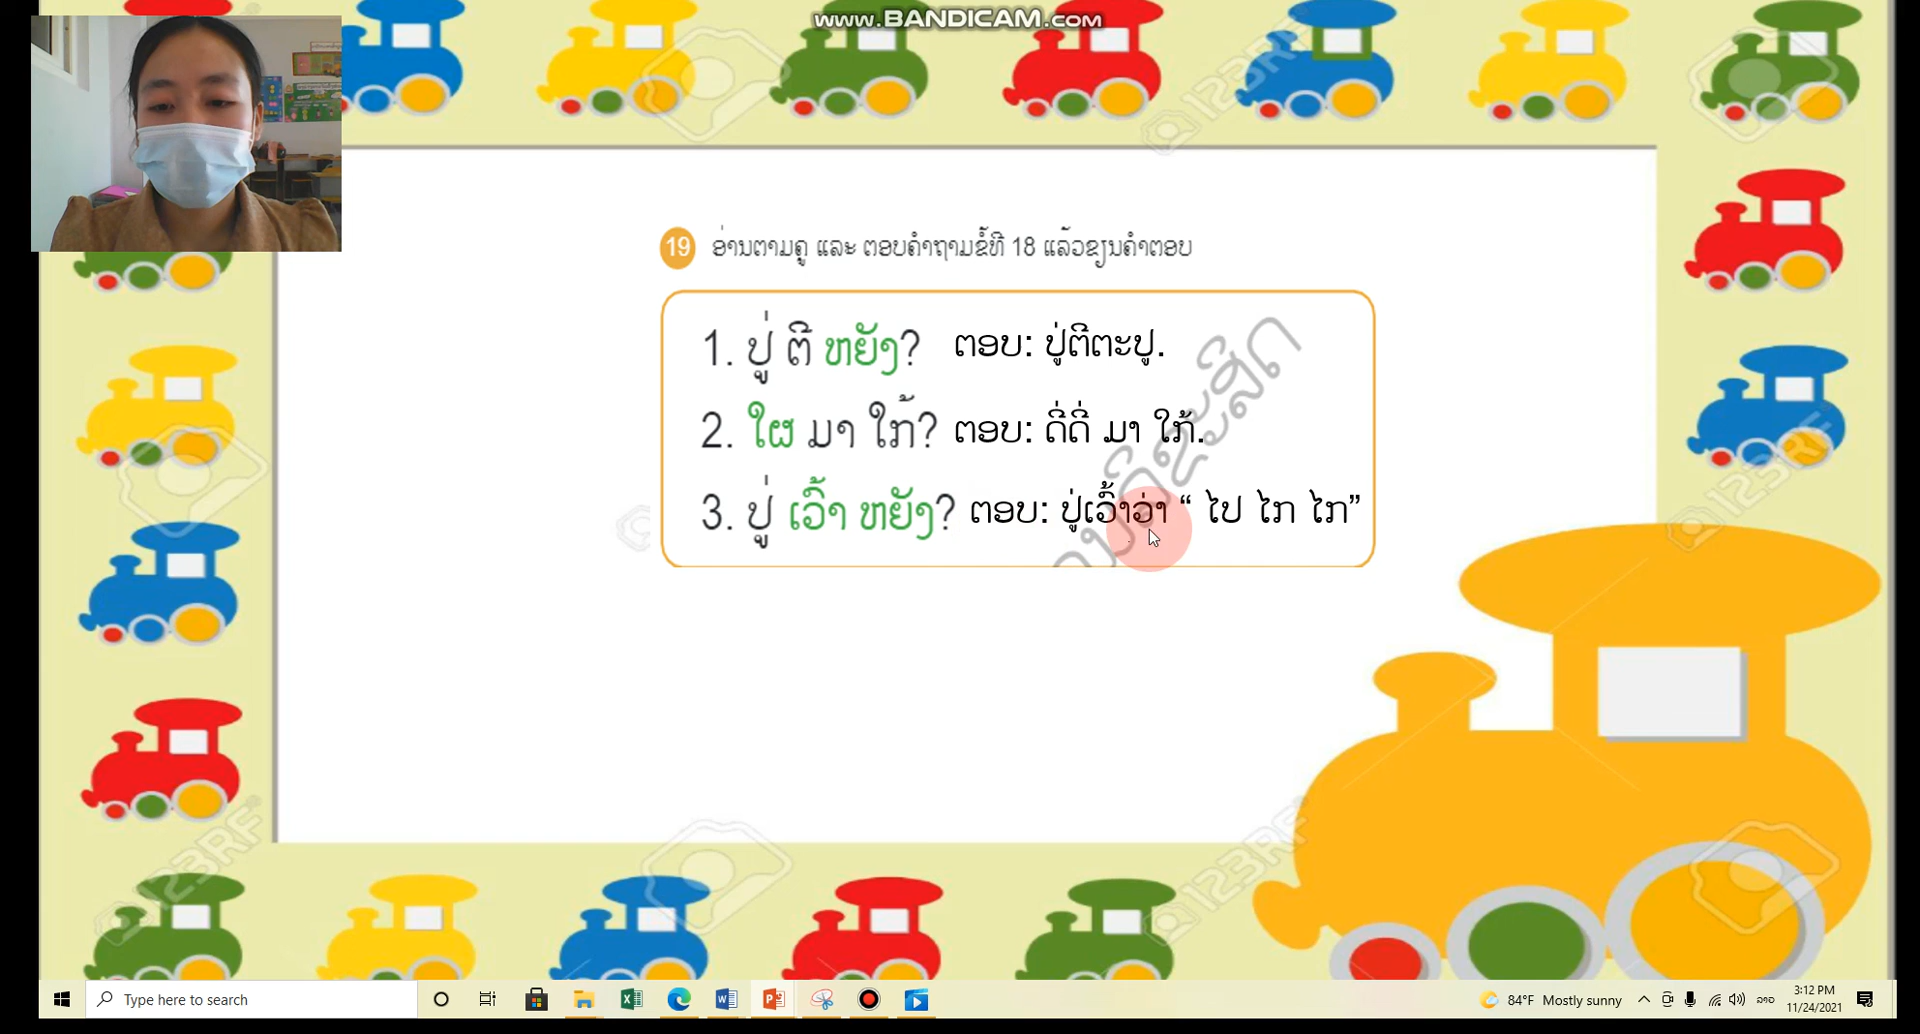 www.BANDICAM.com
19 ອ່ານຕາມຄູ ແລະ ຕອບຄຳຖາມຂໍ້ທີ 18 ແລ້ວຂຽນຄຳຕອບ
1. ປູ່ ຕີ ຫຍັງ? ຕອບ: ປູ່ຕີຕະປູ.
2. ໃຜ ມາ ໃກ້? ຕອບ: ດີ່ດີ່ ມາ ໃກ້.
3. ປູ່ ເວົ້າ ຫຍັງ? ຕອບ: ປູ່ເວົ້າອ່າ “ ໄປ ໄກ ໄກ”
123RF
Type here to search
84°F Mostly sunny
ລາວ
3:12 PM
11/24/2021